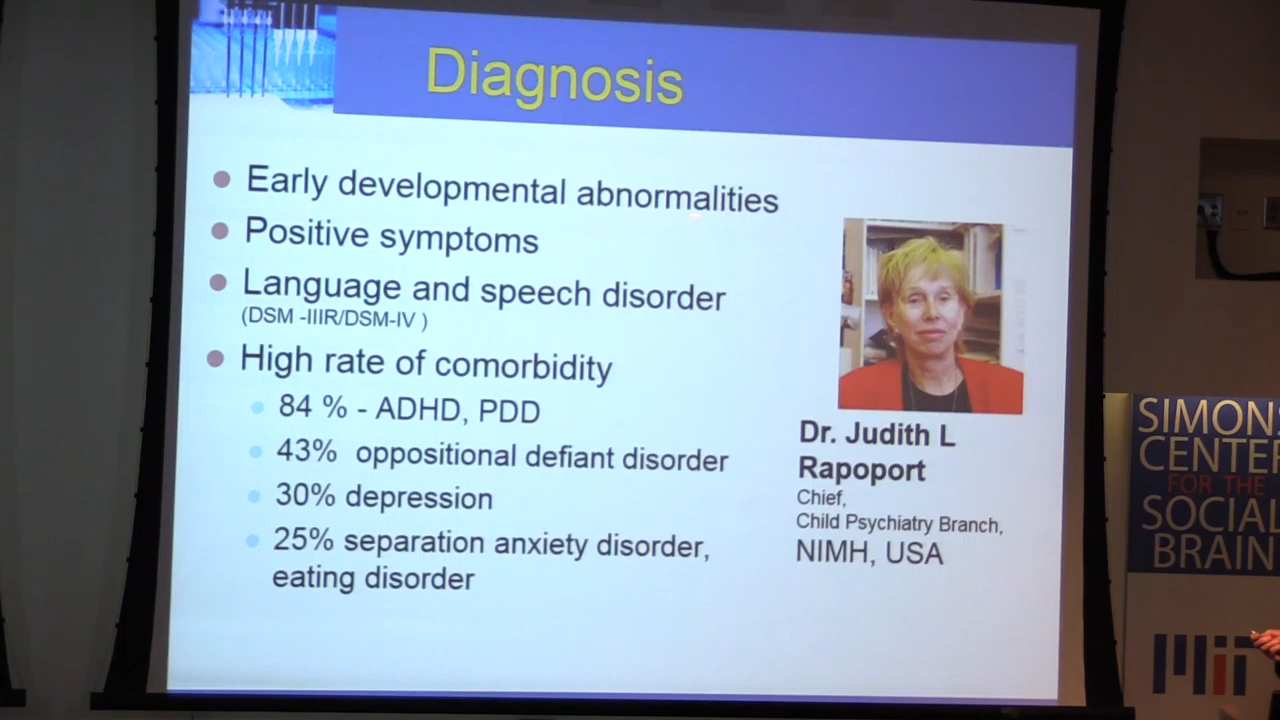 Diagnosis
Early developmental abnormalities
Positive symptoms
Language and speech disorder
(DSM -IIIR/DSM-IV )
High rate of comorbidity
84 % - ADHD, PDD
43% oppositional defiant disorder
30% depression
25% separation anxiety disorder,
eating disorder
Dr. Judith L
Rapoport
Chief,
Child Psychiatry Branch,
NIMH, USA
SIMONS
CENTER
FOR THE
SOCIAL
BRAIN
MIT